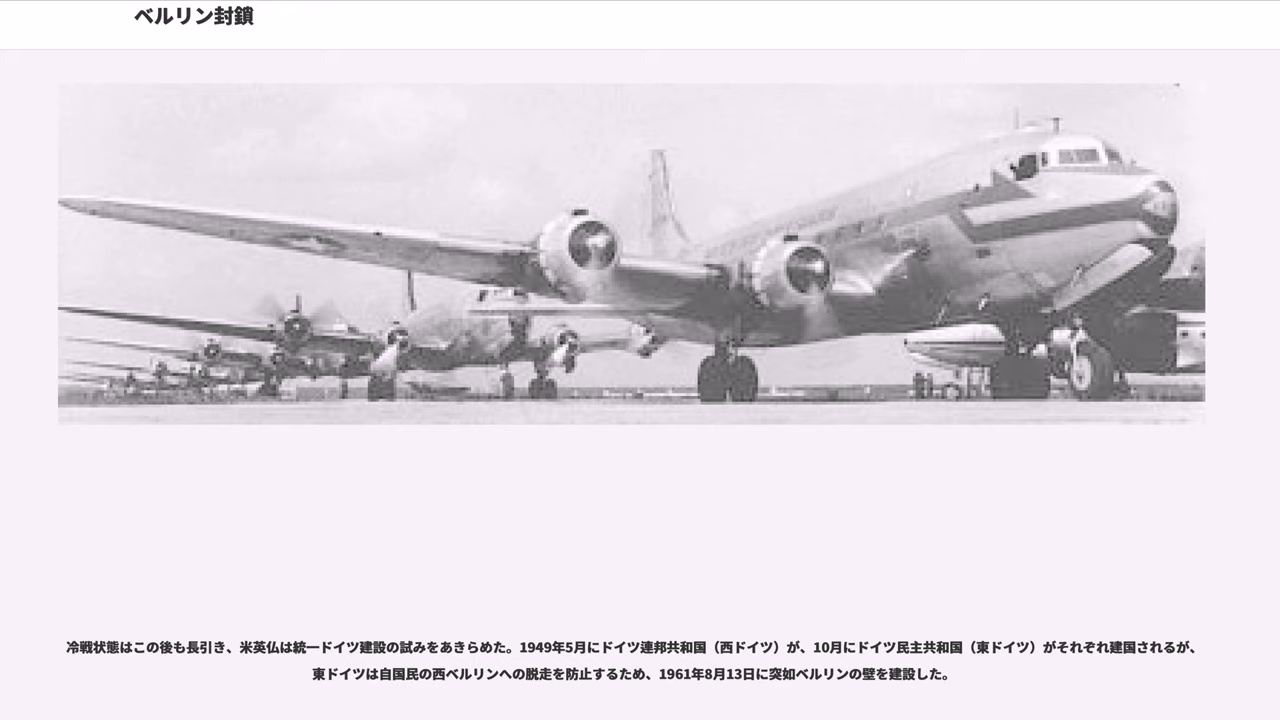 ベルリン封鎖
冷戦状態はこの後も長引き、米英仏は統一ドイツ建設の試みをあきらめた。1949年5月にドイツ連邦共和国（西ドイツ）が、10月にドイツ民主共和国（東ドイツ）がそれぞれ建国されるが、
東ドイツは自国民の西ベルリンへの脱走を防止するため、1961年8月13日に突如ベルリンの壁を建設した。